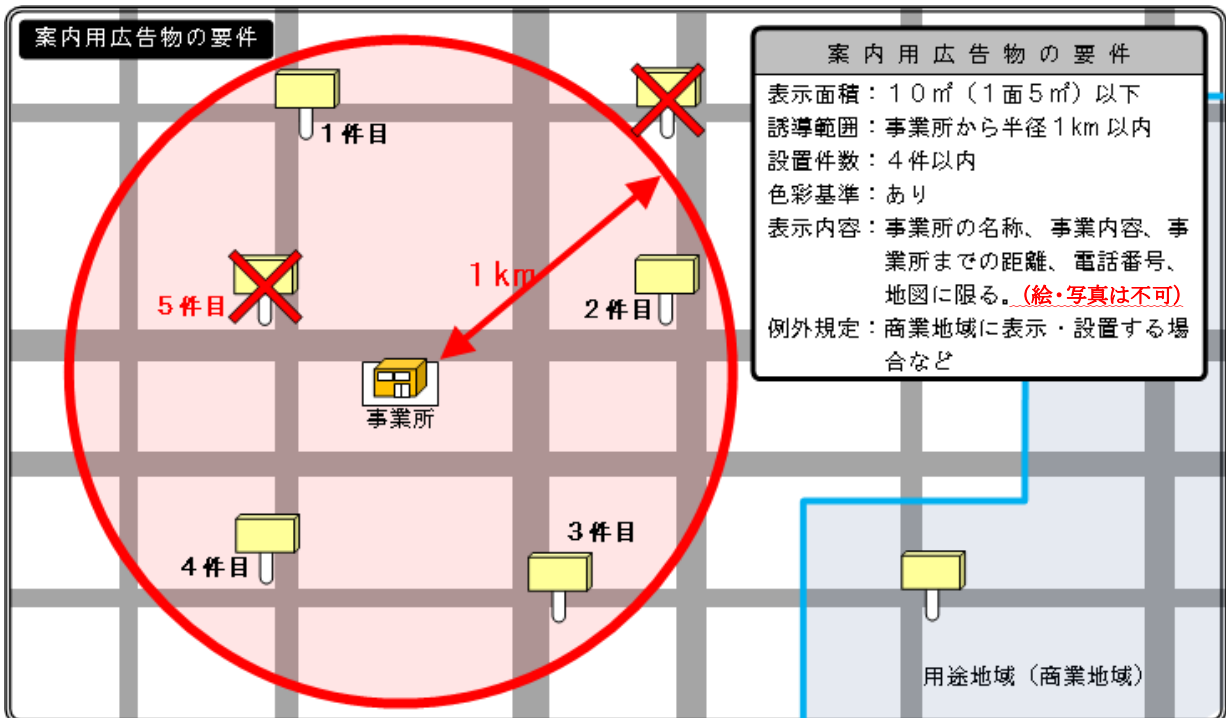 案内用広告物の要件
1件目
5件目
1km
2件目
事業所
3件目
4件目
案内用広告物の要件
表示面積：１０㎡（１面５㎡）以下
誘導範囲：事業所から半径１km以内
設置件数：４件以内
色彩基準：あり
表示内容：事業所の名称、事業内容、事
業所までの距離、電話番号、
地図に限る。(絵・写真は不可)
例外規定：商業地域に表示・設置する場
合など
用途地域（商業地域）